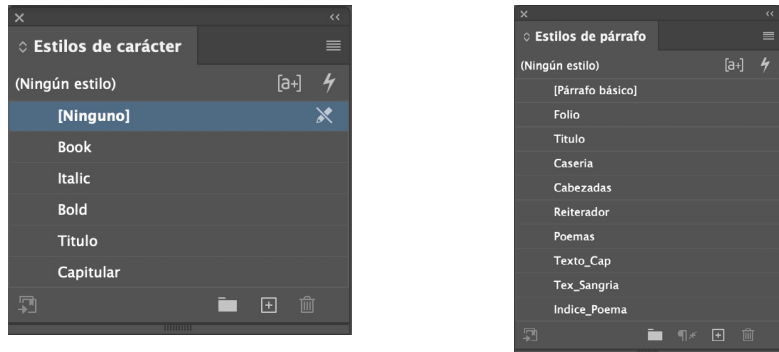 Estilos de carácter
(Ningún estilo)
[a+]
[Ninguno]
Book
Italic
Bold
Titulo
Capitular
Estilos de párrafo
(Ningún estilo)
[a+]
[Párrafo básico]
Folio
Titulo
Caseria
Cabezadas
Reiterador
Poemas
Texto_Cap
Tex_Sangria
Indice_Poema